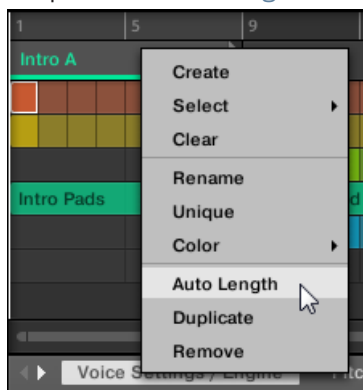 1 5 9
Intro A
Create
Select
Clear
Rename
Intro Pads
Unique
Color
Auto Length
Duplicate
Remove
Voice Settings / Engine